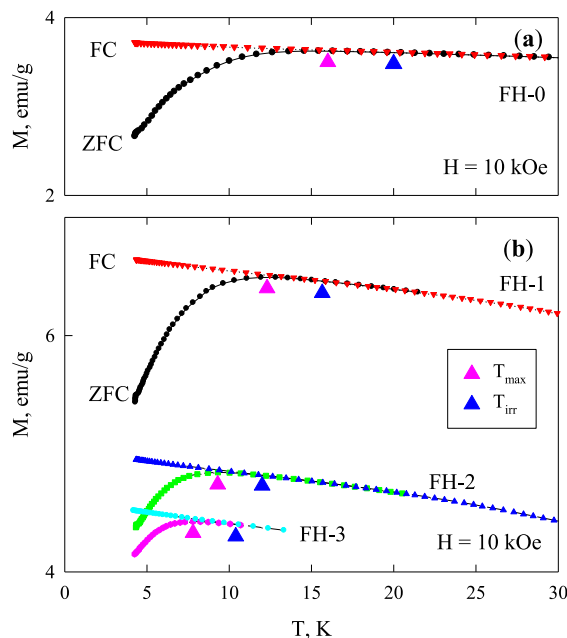 4
(a)
FC
M, emu/g
FH-0
ZFC
H = 10 kOe
2
(b)
FC
FH-1
6
M, emu/g
T_max
T_irr
ZFC
FH-2
FH-3
H = 10 kOe
4
0 5 10 15 20 25 30
T, K